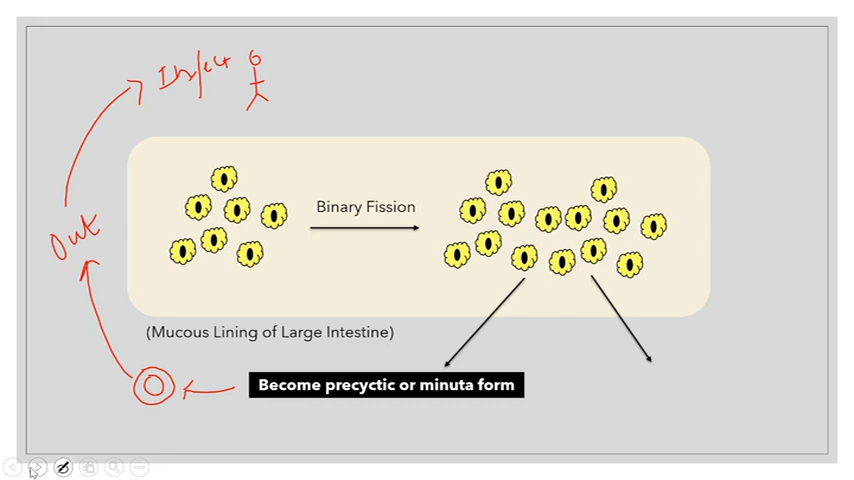 Infect
Binary Fission
Out
(Mucous Lining of Large Intestine)
Become precyctic or minuta form